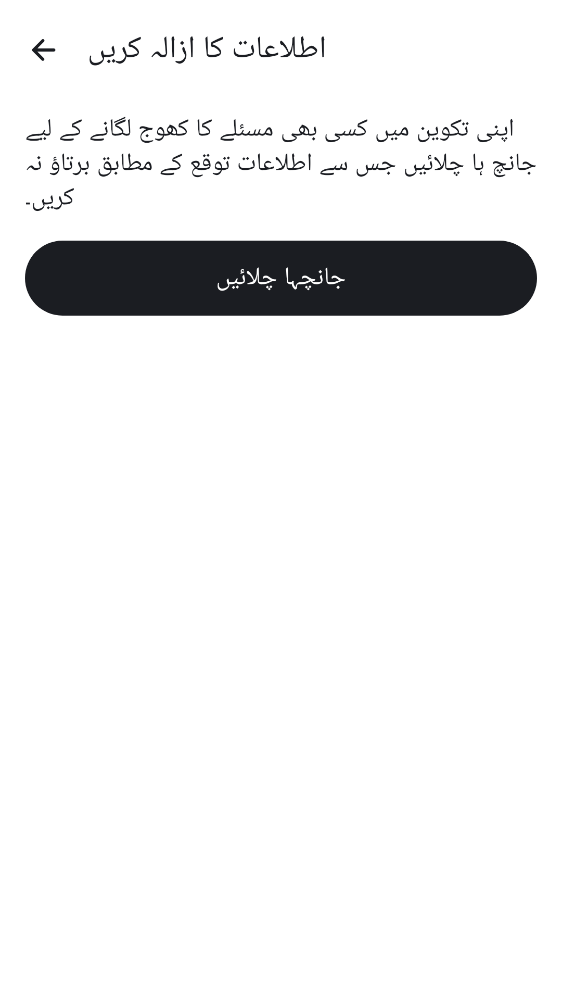 اطلاعات کا ازالہ کریں
اپنی تکوین میں کسی بھی مسئلے کا کھوج لگانے کے لیے
جانچ ہا چلائیں جس سے اطلاعات توقع کے مطابق برتاؤ نہ
کریں۔
جانچہا چلائیں